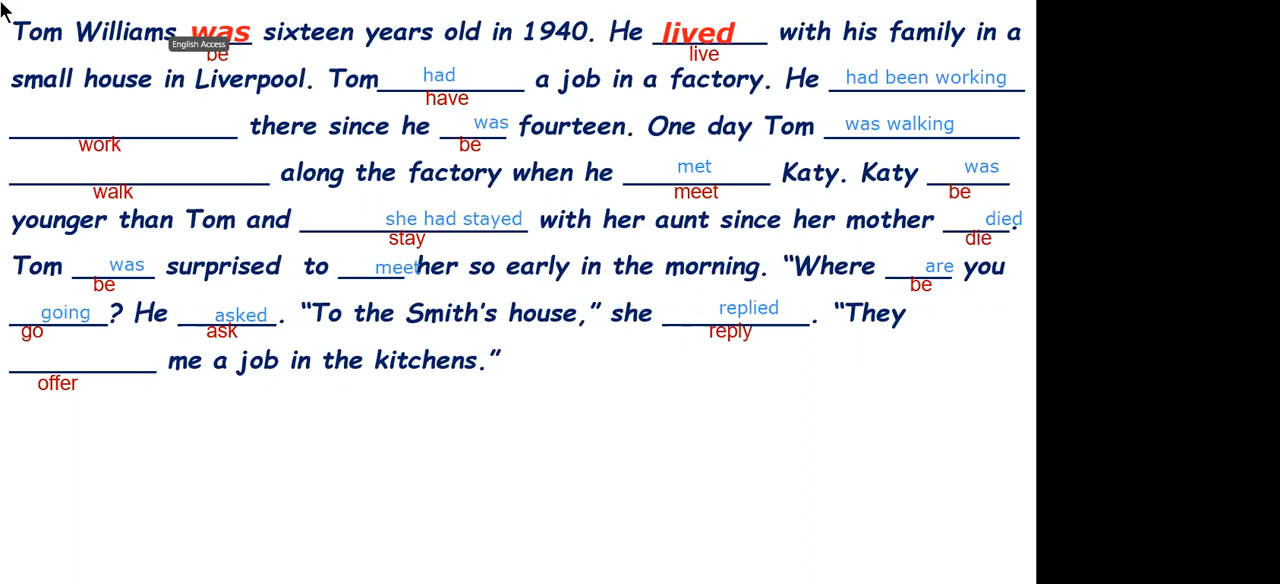 Tom Williams was sixteen years old in 1940. He lived with his family in a
English Access
be live
small house in Liverpool. Tom had a job in a factory. He had been working
have
there since he was fourteen. One day Tom was walking
work be
along the factory when he met Katy. Katy was
walk meet be
younger than Tom and she had stayed with her aunt since her mother died.
stay die
Tom was surprised to meet her so early in the morning. “Where are you
be be
going? He asked. “To the Smith's house,” she replied. “They
go ask reply
me a job in the kitchens.”
offer